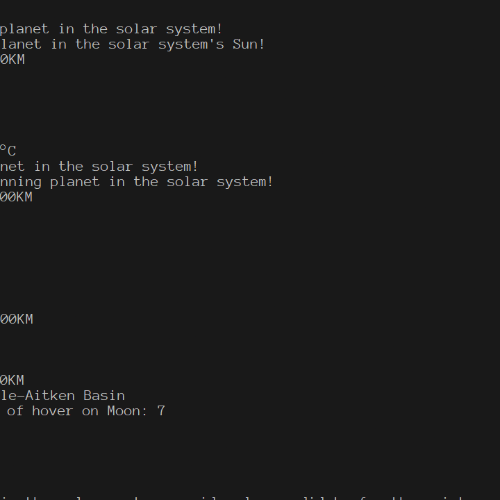 planet in the solar system!
lanet in the solar system's Sun!
0KM
°C
net in the solar system!
nning planet in the solar system!
00KM
00KM
0KM
le-Aitken Basin
of hover on Moon: 7